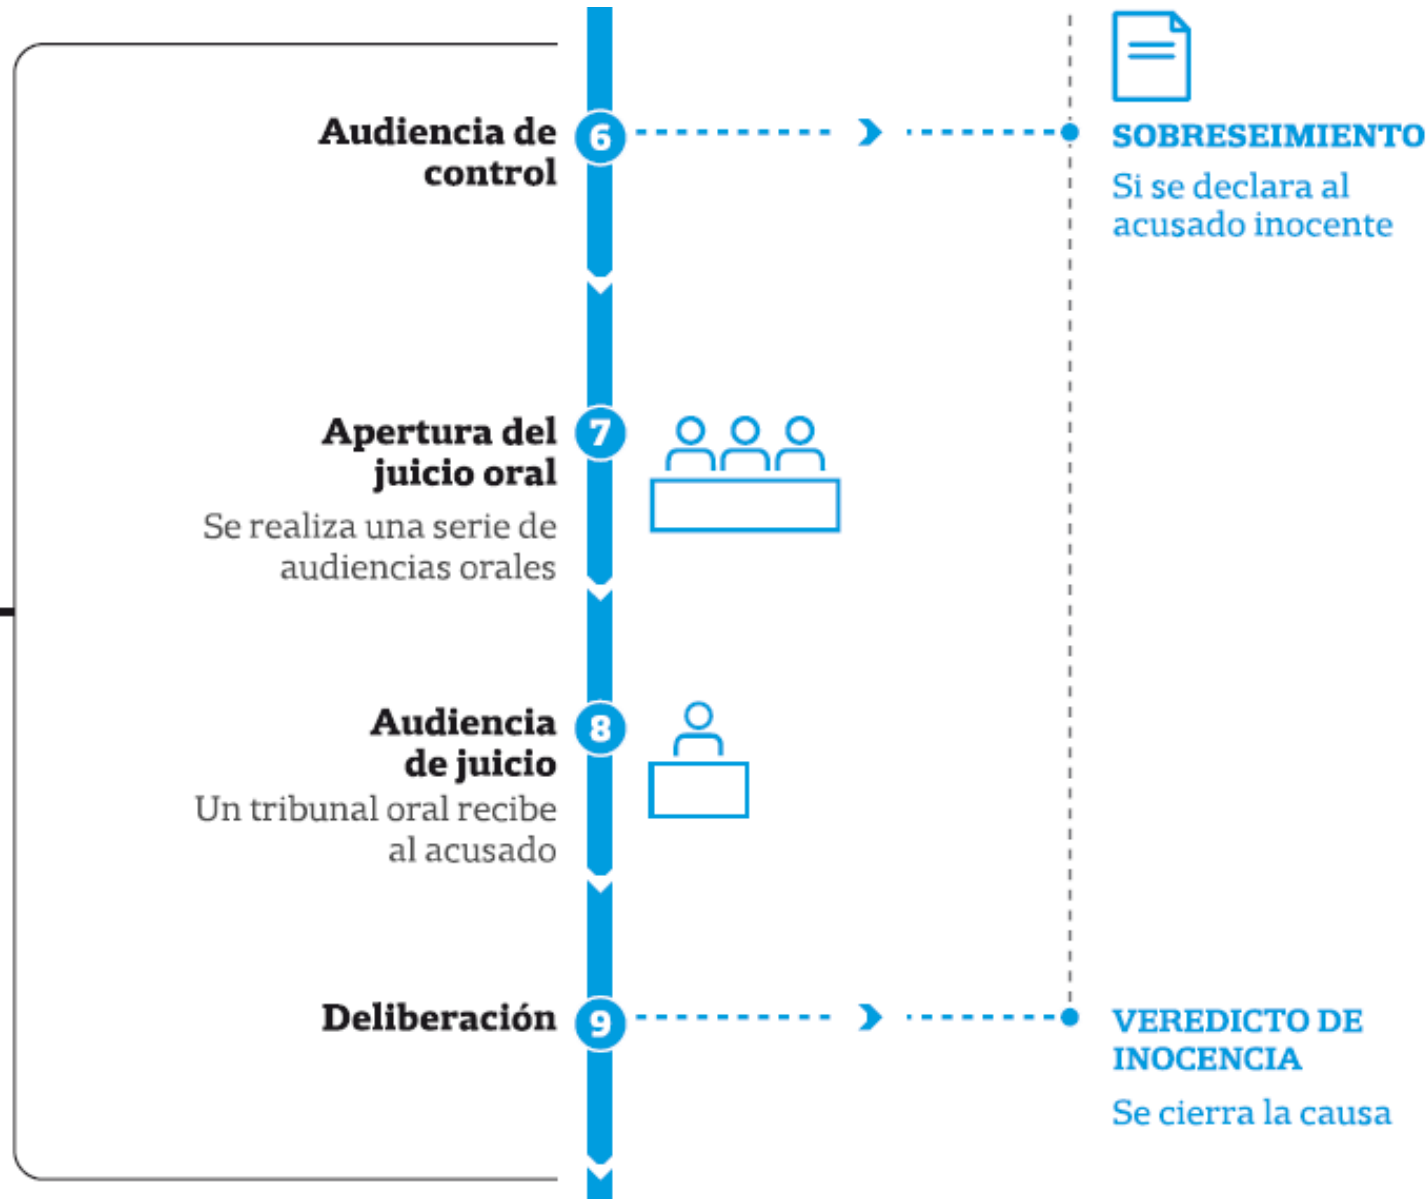 Audiencia de
control
6
SOBRESEIMIENTO
Si se declara al
acusado inocente
Apertura del
juicio oral
7
Se realiza una serie de
audiencias orales
Audiencia
de juicio
8
Un tribunal oral recibe
al acusado
Deliberación
9
VEREDICTO DE
INOCENCIA
Se cierra la causa